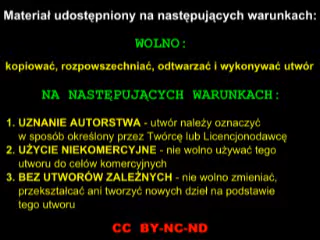 Materiał udostępniony na następujących warunkach:
WOLNO:
kopiować, rozpowszechniać, odtwarzać i wykonywać utwór
NA NASTĘPUJĄCYCH WARUNKACH:
1. UZNANIE AUTORSTWA - utwór należy oznaczyć
w sposób określony przez Twórcę lub Licencjonodawcę
2. UŻYCIE NIEKOMERCYJNE - nie wolno używać tego
utworu do celów komercyjnych
3. BEZ UTWORÓW ZALEŻNYCH - nie wolno zmieniać,
przekształcać ani tworzyć nowych dzieł na podstawie
tego utworu
CC BY-NC-ND